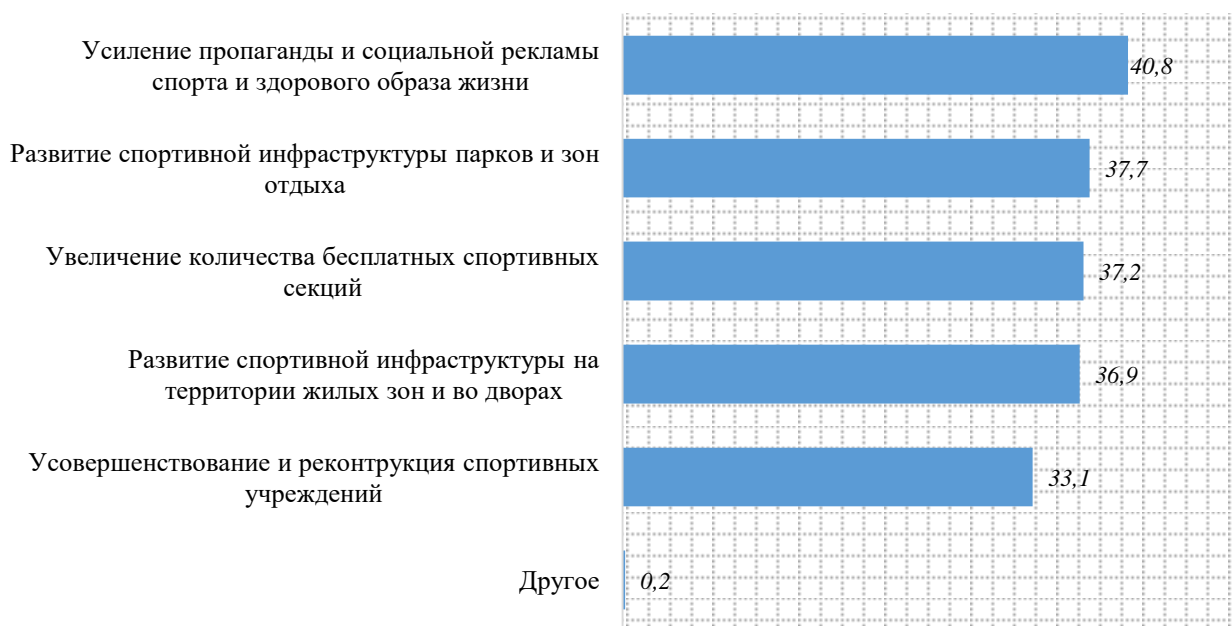 Усиление пропаганды и социальной рекламы
спорта и здорового образа жизни
40,8
Развитие спортивной инфраструктуры парков и зон
отдыха
37,7
Увеличение количества бесплатных спортивных
секций
37,2
Развитие спортивной инфраструктуры на
территории жилых зон и во дворах
36,9
Усовершенствование и реконтрукция спортивных
учреждений
33,1
Другое
0,2